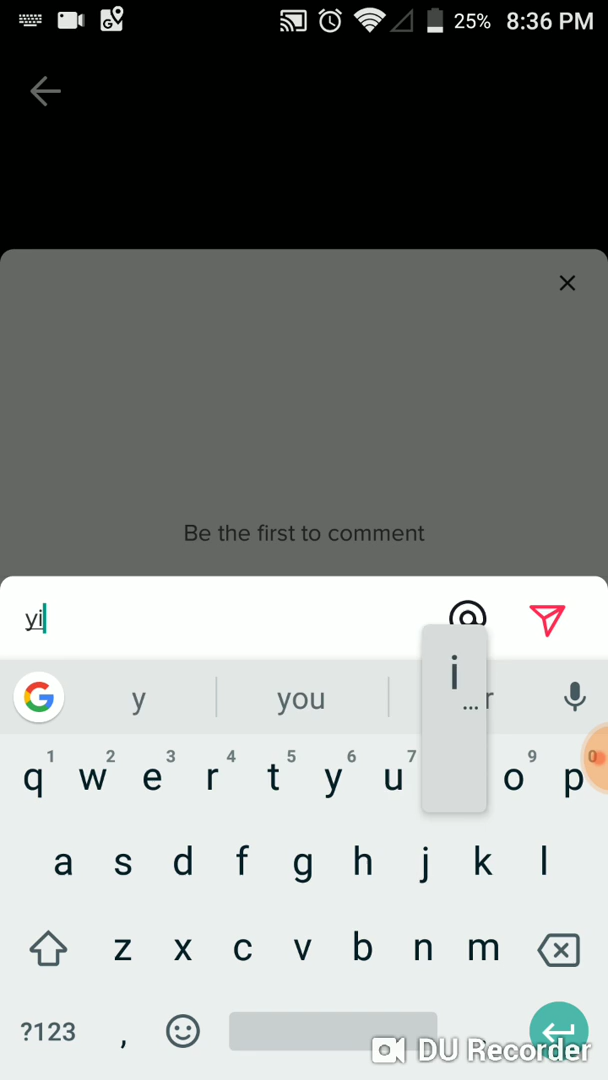 25% 8:36 PM
Be the first to comment
yi
y you r
i
...
1 2 3 4 5 6 7 9 0
q w e r t y u o p
a s d f g h j k l
z x c v b n m
?123 , .
DU Recorder